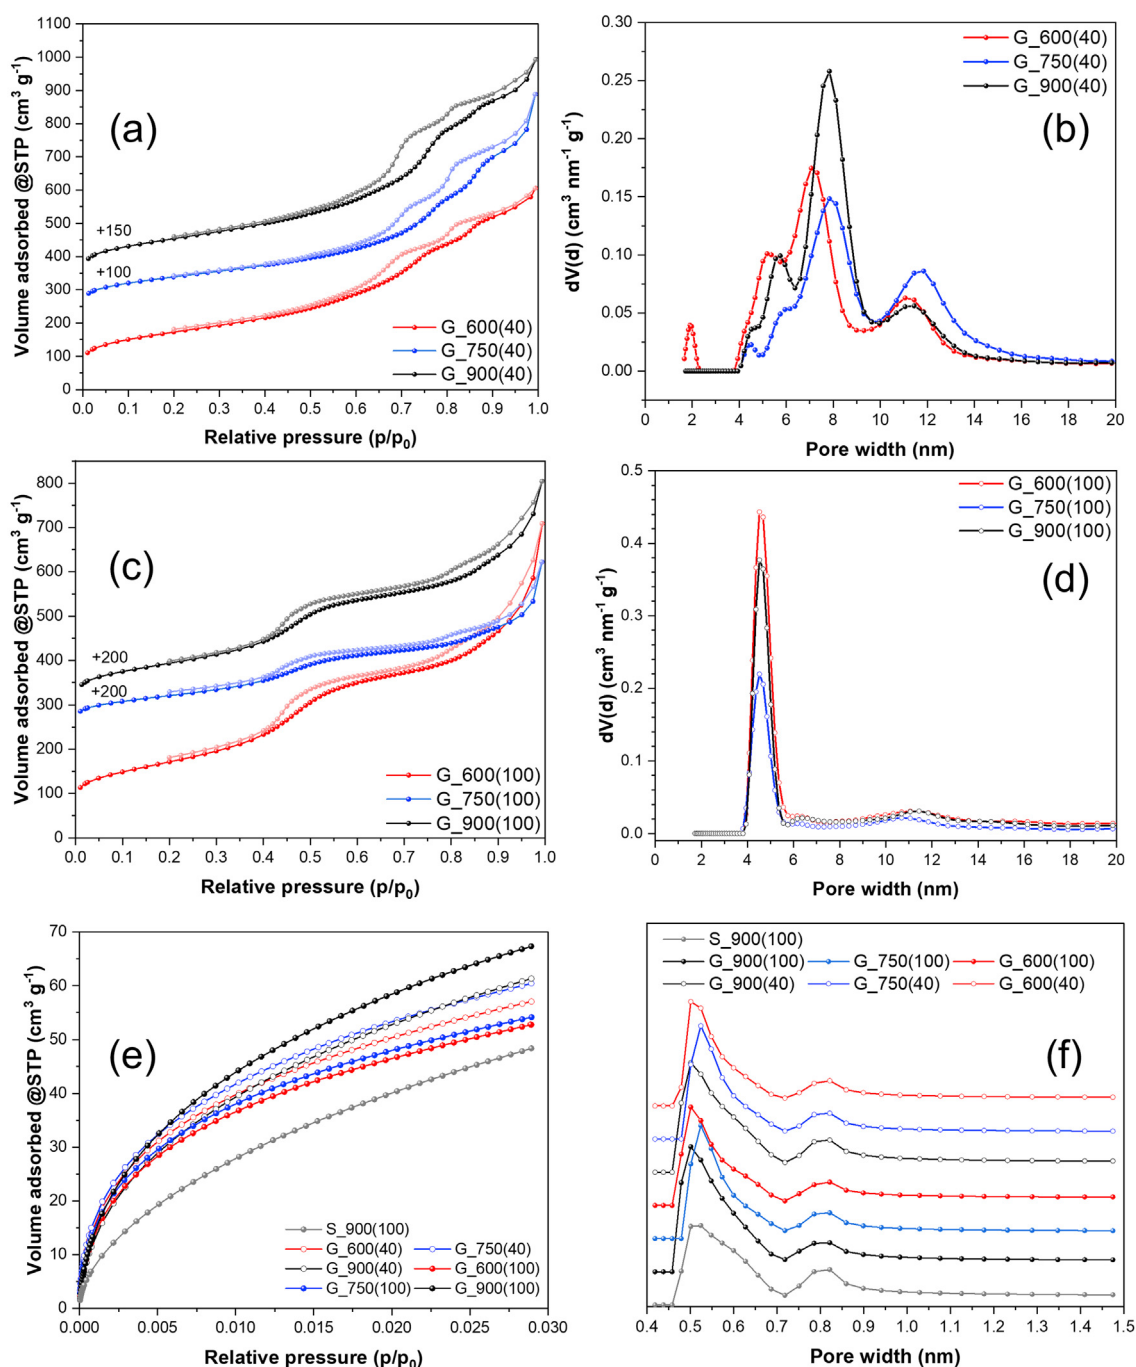 1100
1000
900
800
700
600
500
400
300
200
100
0
Volume adsorbed @STP (cm³ g⁻¹)
(a)
+150
+100
G_600(40)
G_750(40)
G_900(40)
0.0 0.1 0.2 0.3 0.4 0.5 0.6 0.7 0.8 0.9 1.0
Relative pressure (p/p₀)
0.30
0.25
0.20
0.15
0.10
0.05
0.00
dV(d) (cm³ nm⁻¹ g⁻¹)
G_600(40)
G_750(40)
G_900(40)
(b)
0 2 4 6 8 10 12 14 16 18 20
Pore width (nm)
800
700
600
500
400
300
200
100
0
Volume adsorbed @STP (cm³ g⁻¹)
(c)
+200
+200
G_600(100)
G_750(100)
G_900(100)
0.0 0.1 0.2 0.3 0.4 0.5 0.6 0.7 0.8 0.9 1.0
Relative pressure (p/p₀)
0.5
0.4
0.3
0.2
0.1
0.0
dV(d) (cm³ nm⁻¹ g⁻¹)
G_600(100)
G_750(100)
G_900(100)
(d)
0 2 4 6 8 10 12 14 16 18 20
Pore width (nm)
70
60
50
40
30
20
10
0
Volume adsorbed @STP (cm³ g⁻¹)
(e)
S_900(100)
G_600(40) G_750(40)
G_900(40) G_600(100)
G_750(100) G_900(100)
0.000 0.005 0.010 0.015 0.020 0.025 0.030
Relative pressure (p/p₀)
S_900(100)
G_900(100) G_750(100) G_600(100)
G_900(40) G_750(40) G_600(40)
(f)
0.4 0.5 0.6 0.7 0.8 0.9 1.0 1.1 1.2 1.3 1.4 1.5
Pore width (nm)